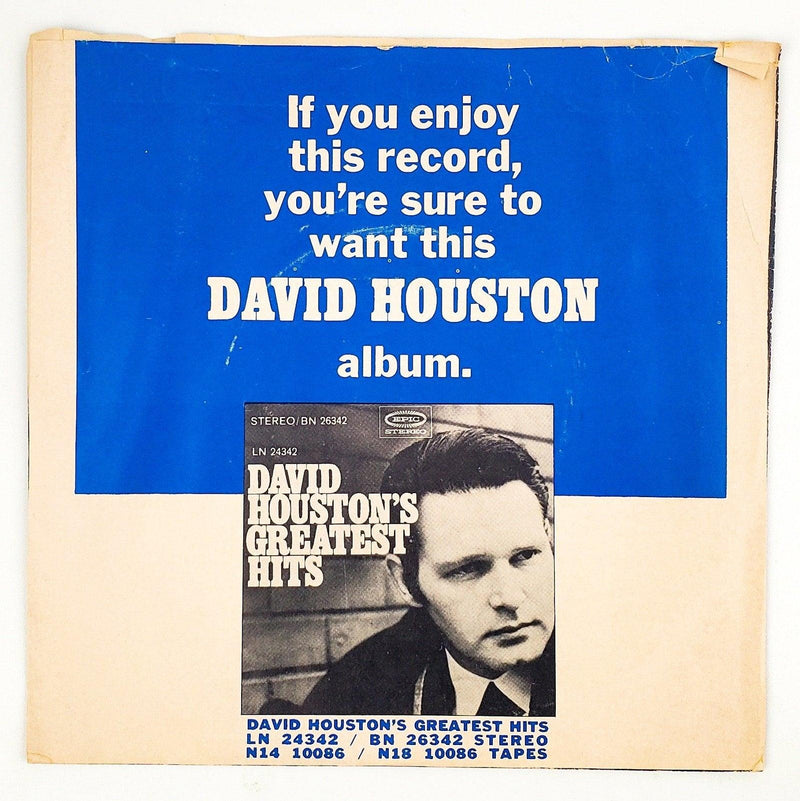 If you enjoy
this record,
you're sure to
want this
DAVID HOUSTON
album.
STEREO/BN 26342
EPIC
STEREO
LN 24342
DAVID
HOUSTON'S
GREATEST
HITS
DAVID HOUSTON'S GREATEST HITS
LN 24342 / BN 26342 STEREO
N14 10086 / N18 10086 TAPES